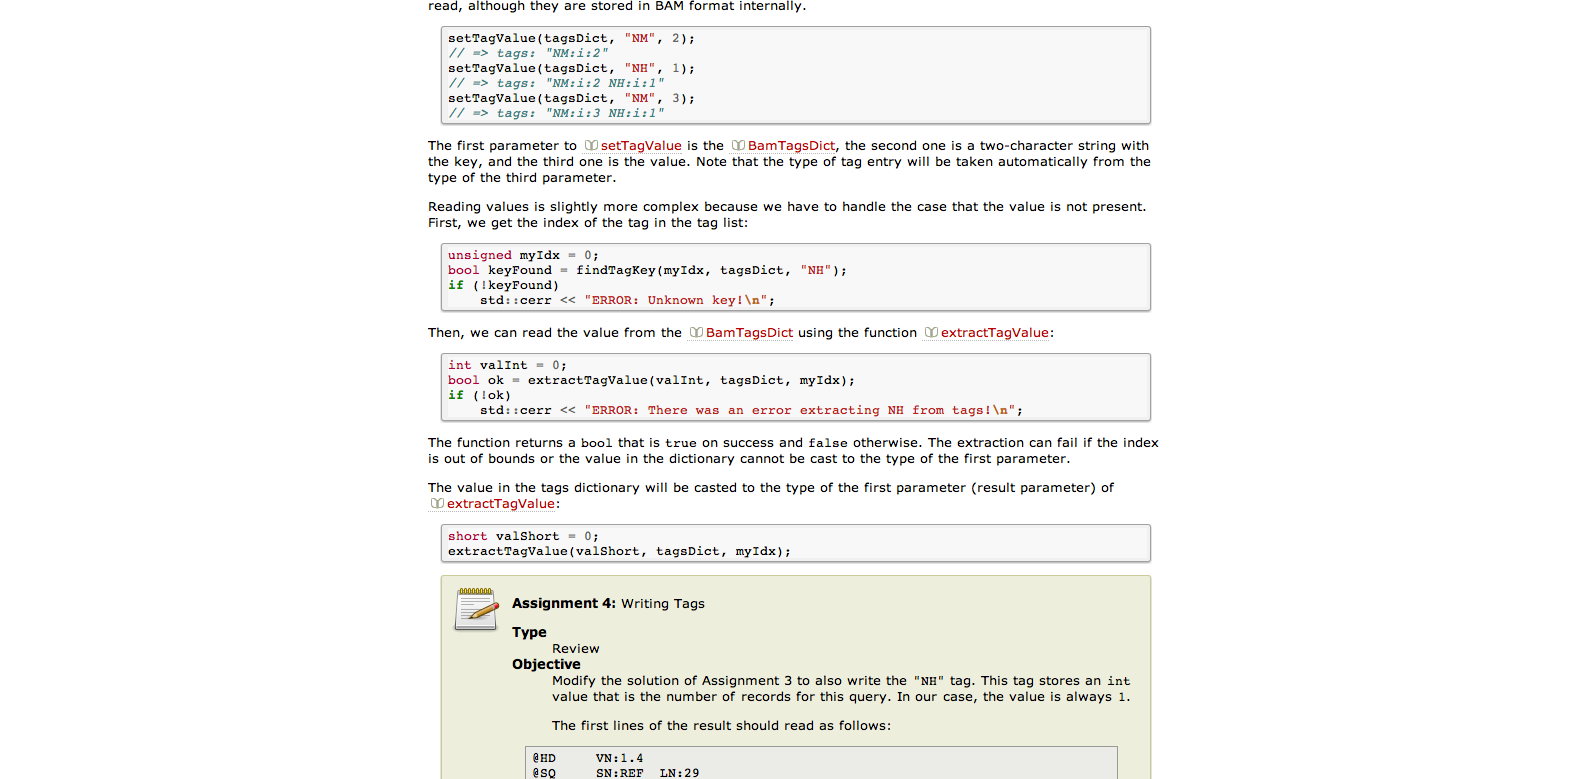 read, although they are stored in BAM format internally.
setTagValue(tagsDict, "NM", 2);
// => tags: "NM:i:2"
setTagValue(tagsDict, "NH", 1);
// => tags: "NM:i:2 NH:i:1"
setTagValue(tagsDict, "NM", 3);
// => tags: "NM:i:3 NH:i:1"
The first parameter to setTagValue is the BamTagsDict, the second one is a two-character string with
the key, and the third one is the value. Note that the type of tag entry will be taken automatically from the
type of the third parameter.
Reading values is slightly more complex because we have to handle the case that the value is not present.
First, we get the index of the tag in the tag list:
unsigned myIdx = 0;
bool keyFound = findTagKey(myIdx, tagsDict, "NH");
if (!keyFound)
    std::cerr << "ERROR: Unknown key!\n";
Then, we can read the value from the BamTagsDict using the function extractTagValue:
int valInt = 0;
bool ok = extractTagValue(valInt, tagsDict, myIdx);
if (!ok)
    std::cerr << "ERROR: There was an error extracting NH from tags!\n";
The function returns a bool that is true on success and false otherwise. The extraction can fail if the index
is out of bounds or the value in the dictionary cannot be cast to the type of the first parameter.
The value in the tags dictionary will be casted to the type of the first parameter (result parameter) of
extractTagValue:
short valShort = 0;
extractTagValue(valShort, tagsDict, myIdx);
Assignment 4: Writing Tags
Type
Review
Objective
Modify the solution of Assignment 3 to also write the "NH" tag. This tag stores an int
value that is the number of records for this query. In our case, the value is always 1.
The first lines of the result should read as follows:
@HD     VN:1.4
@SQ     SN:REF  LN:29